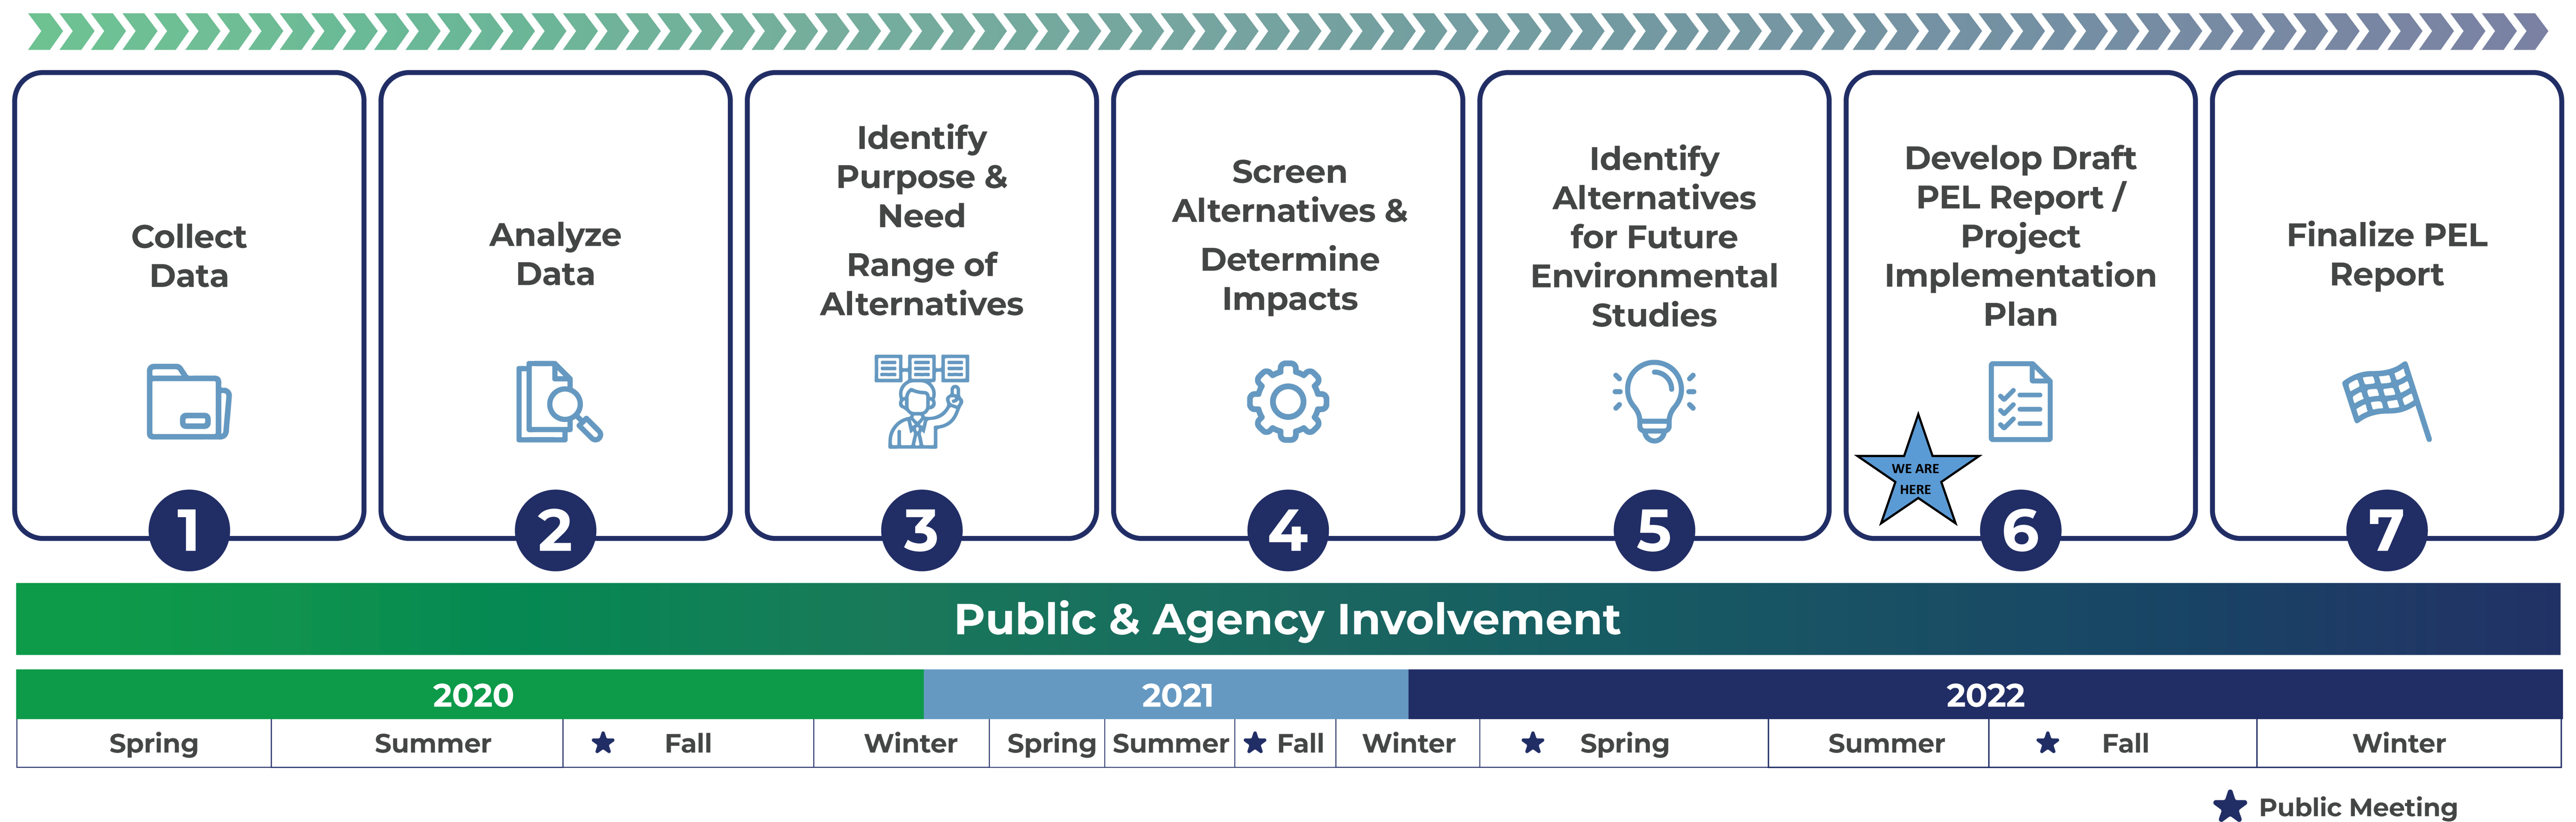 Collect
Data
1
Analyze
Data
2
Identify
Purpose &
Need
Range of
Alternatives
3
Screen
Alternatives &
Determine
Impacts
4
Identify
Alternatives
for Future
Environmental
Studies
5
Develop Draft
PEL Report /
Project
Implementation
Plan
WE ARE
HERE
6
Finalize PEL
Report
7
Public & Agency Involvement
2020 2021 2022
Spring Summer Fall Winter Spring Summer Fall Winter Spring Summer Fall Winter
Public Meeting